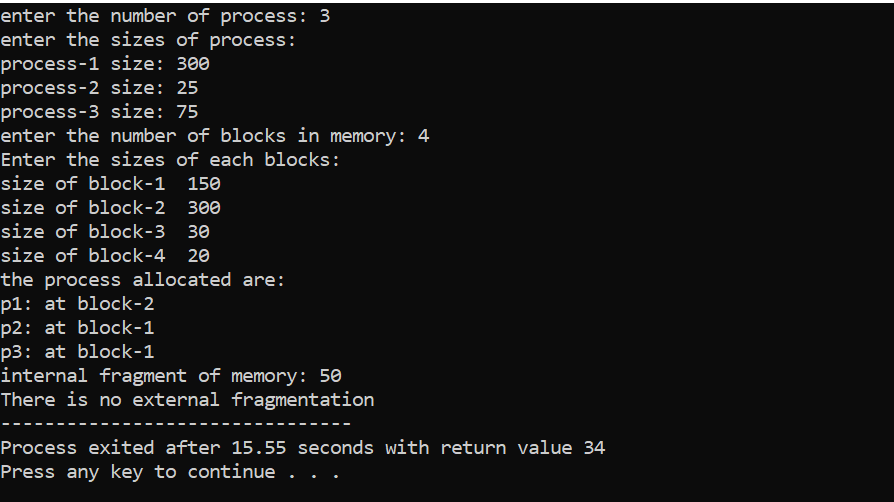 enter the number of process: 3
enter the sizes of process:
process-1 size: 300
process-2 size: 25
process-3 size: 75
enter the number of blocks in memory: 4
Enter the sizes of each blocks:
size of block-1  150
size of block-2  300
size of block-3  30
size of block-4  20
the process allocated are:
p1: at block-2
p2: at block-1
p3: at block-1
internal fragment of memory: 50
There is no external fragmentation
--------------------------------
Process exited after 15.55 seconds with return value 34
Press any key to continue . . .